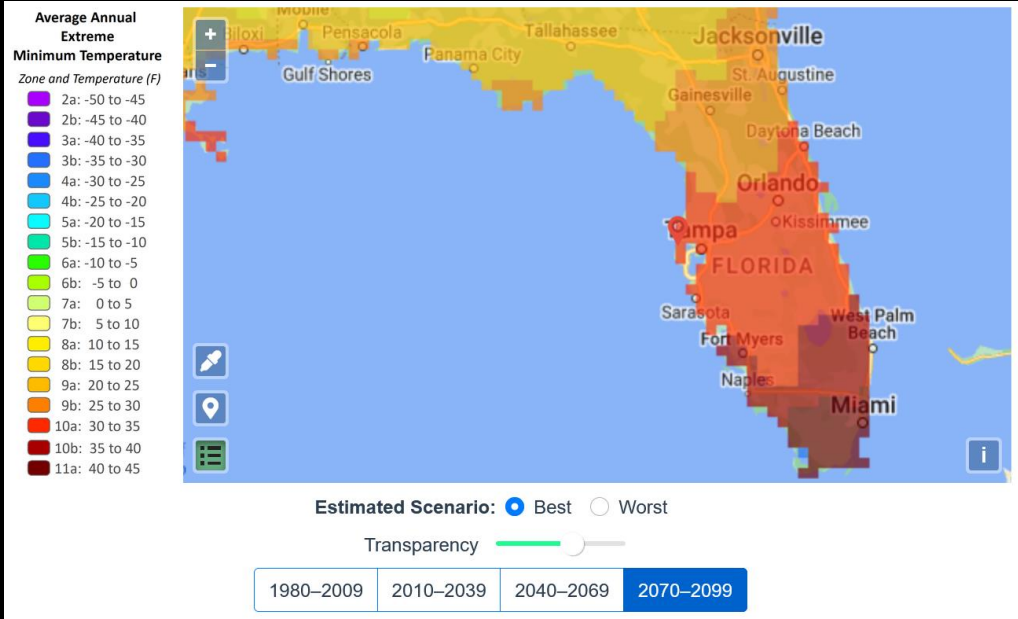 Average Annual
Extreme
Minimum Temperature
Zone and Temperature (F)
2a: -50 to -45
2b: -45 to -40
3a: -40 to -35
3b: -35 to -30
4a: -30 to -25
4b: -25 to -20
5a: -20 to -15
5b: -15 to -10
6a: -10 to -5
6b: -5 to 0
7a: 0 to 5
7b: 5 to 10
8a: 10 to 15
8b: 15 to 20
9a: 20 to 25
9b: 25 to 30
10a: 30 to 35
10b: 35 to 40
11a: 40 to 45
+
−
Mobile
Biloxi
Pensacola
Tallahassee
Jacksonville
Panama City
Gulf Shores
St. Augustine
Gainesville
Daytona Beach
Orlando
Kissimmee
Tampa
FLORIDA
Sarasota
West Palm
Beach
Fort Myers
Naples
Miami
i
Estimated Scenario: Best Worst
Transparency
1980–2009 2010–2039 2040–2069 2070–2099